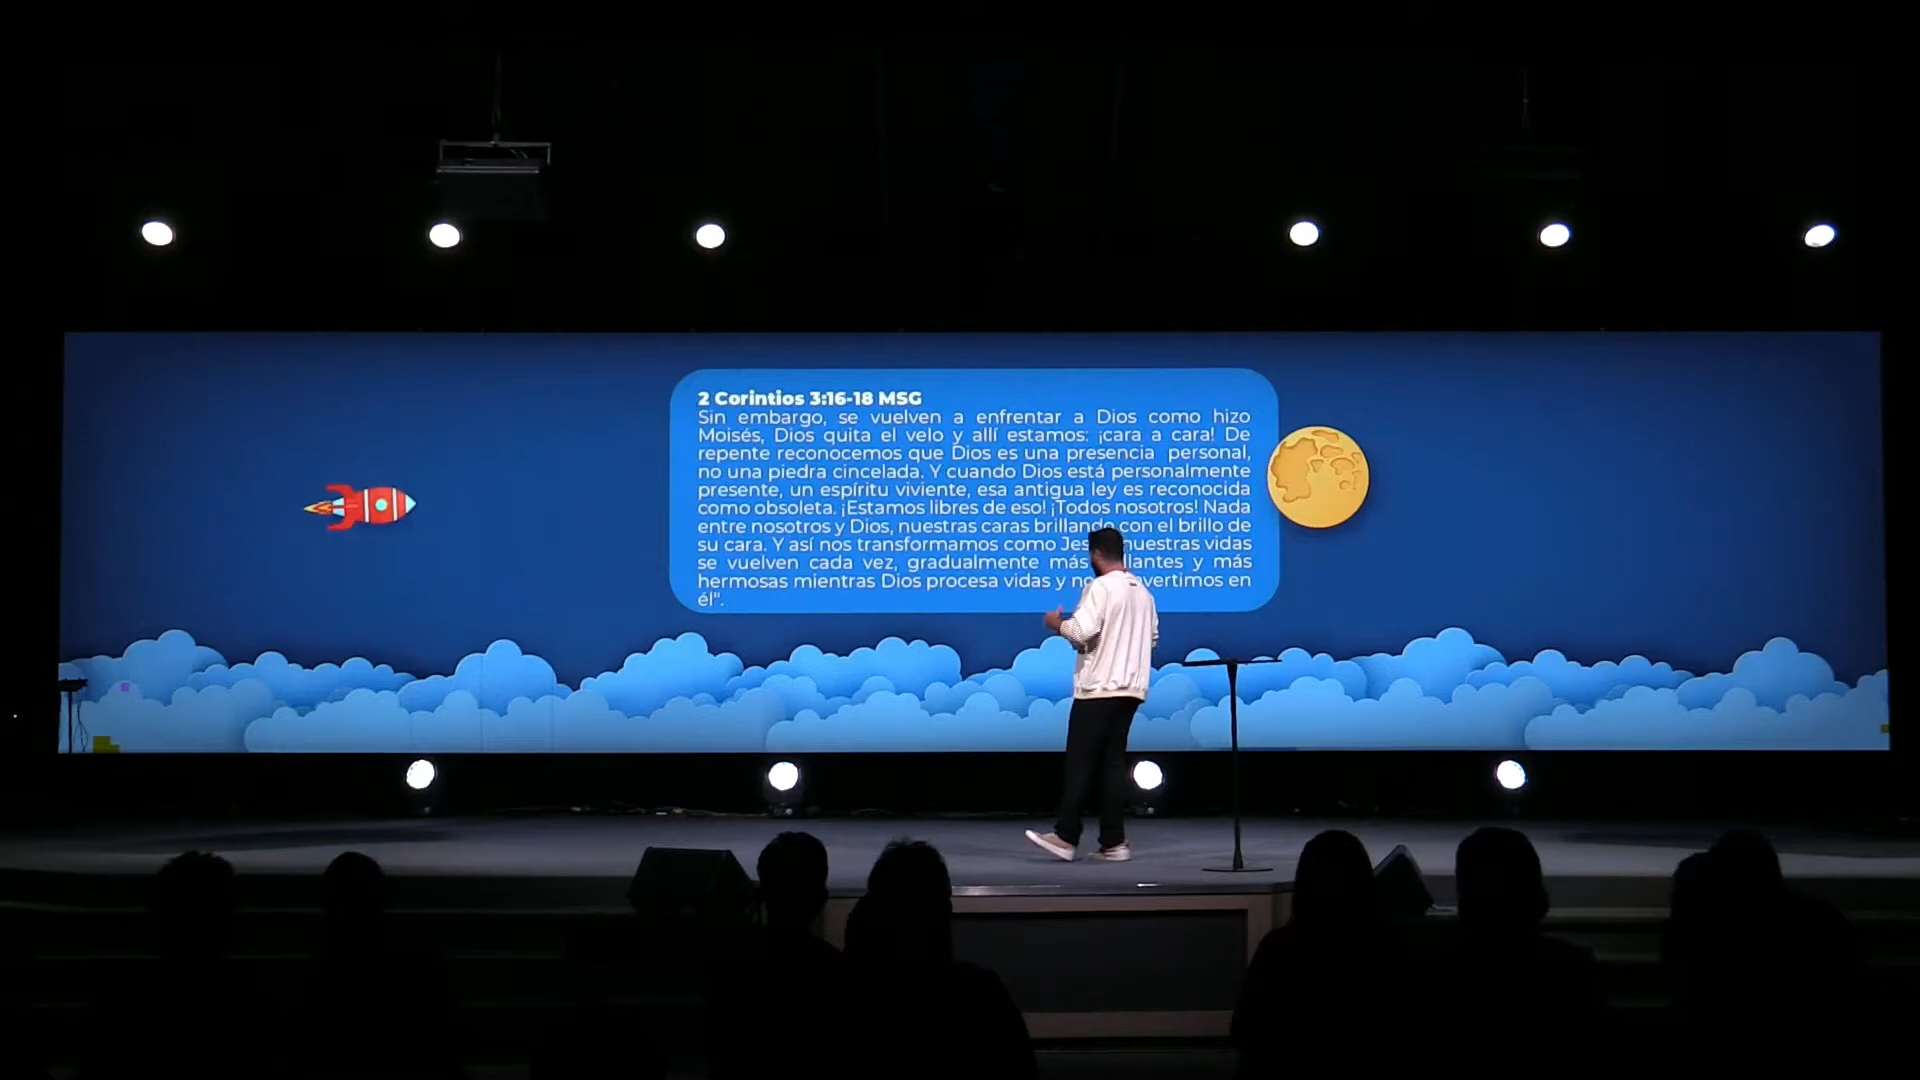 2 Corintios 3:16-18 MSG
Sin embargo, se vuelven a enfrentar a Dios como hizo
Moisés, Dios quita el velo y allí estamos: ¡cara a cara! De
repente reconocemos que Dios es una presencia personal,
no una piedra cincelada. Y cuando Dios está personalmente
presente, un espíritu viviente, esa antigua ley es reconocida
como obsoleta. ¡Estamos libres de eso! ¡Todos nosotros! Nada
entre nosotros y Dios, nuestras caras brillando con el brillo de
su cara. Y así nos transformamos como nuestras vidas
se vuelven cada vez, gradualmente más y más
hermosas mientras Dios procesa vidas y en
él".